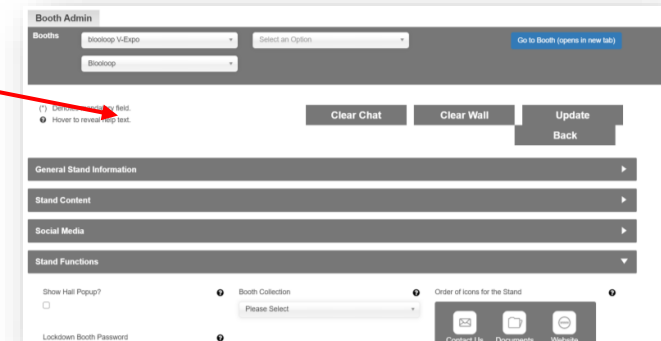 Booth Admin
Booths
blooloop V-Expo
Select an Option
Go to Booth (opens in new tab)
Blooloop
(*) Denotes mandatory field.
Hover to reveal help text.
Clear Chat
Clear Wall
Update
Back
General Stand Information
Stand Content
Social Media
Stand Functions
Show Hall Popup?
Booth Collection
Order of icons for the Stand
Please Select
Lockdown Booth Password
Contact Us
Documents
Website